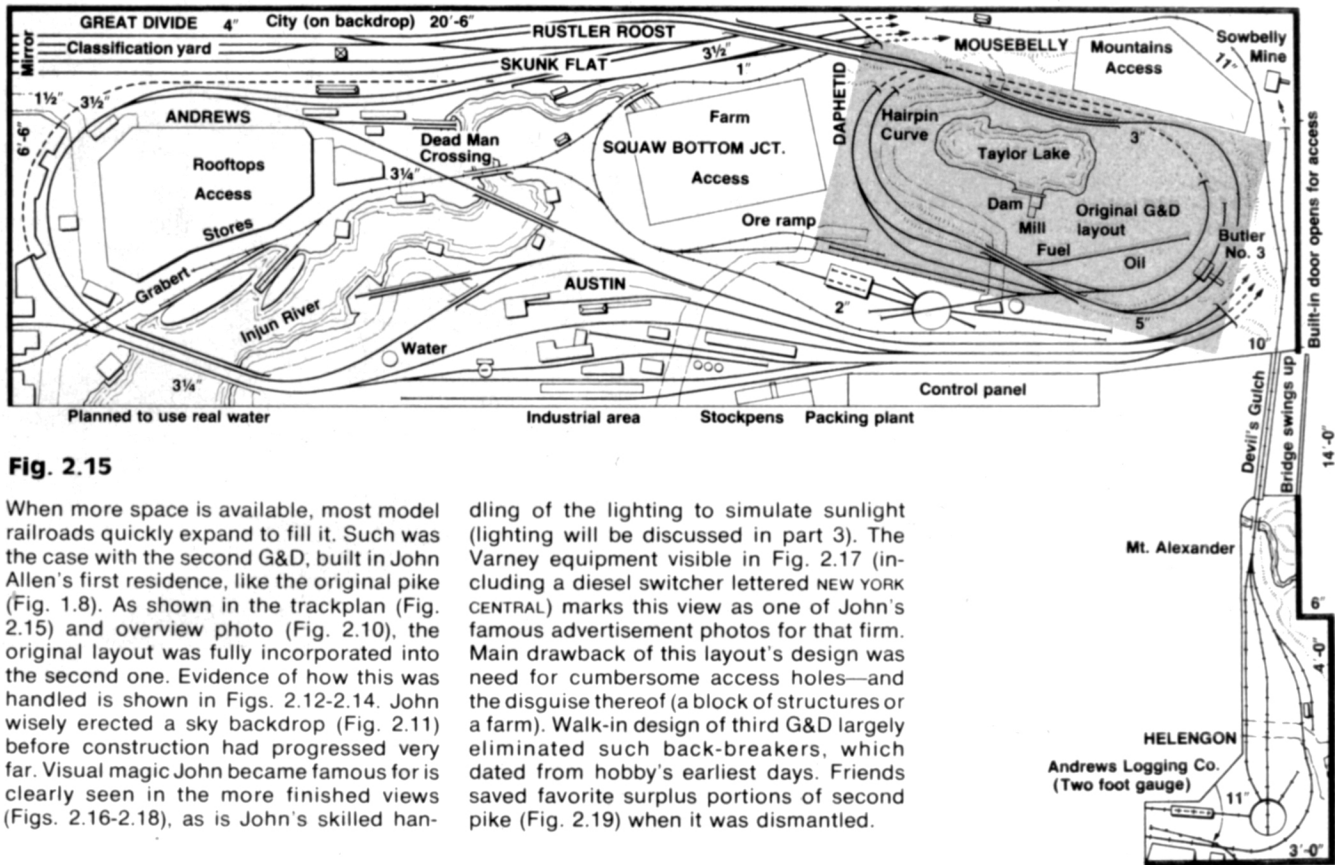 GREAT DIVIDE 4" City (on backdrop) 20'-6"
Mirror
Classification yard
RUSTLER ROOST
SKUNK FLAT
3½"
1"
MOUSEBELLY
Mountains
Access
Sowbelly
Mine
11"
1½"
3½"
6'-6"
ANDREWS
Rooftops
Access
Stores
Dead Man
Crossing
3¼"
Farm
SQUAW BOTTOM JCT.
Access
DAPHETID
Hairpin
Curve
Taylor Lake
3"
Dam
Mill
Original G&D
layout
Fuel
Oil
Butler
No. 3
Ore ramp
Grabert
Injun River
AUSTIN
2"
5"
10"
Water
3¼"
Control panel
Planned to use real water
Industrial area
Stockpens
Packing plant
Built-in door opens for access
Devil's Gulch
Bridge swings up
14'-0"
Mt. Alexander
6"
4'-0"
HELENGON
Andrews Logging Co.
(Two foot gauge)
11"
3'-0"
Fig. 2.15
When more space is available, most model
railroads quickly expand to fill it. Such was
the case with the second G&D, built in John
Allen's first residence, like the original pike
(Fig. 1.8). As shown in the trackplan (Fig.
2.15) and overview photo (Fig. 2.10), the
original layout was fully incorporated into
the second one. Evidence of how this was
handled is shown in Figs. 2.12-2.14. John
wisely erected a sky backdrop (Fig. 2.11)
before construction had progressed very
far. Visual magic John became famous for is
clearly seen in the more finished views
(Figs. 2.16-2.18), as is John's skilled han-
dling of the lighting to simulate sunlight
(lighting will be discussed in part 3). The
Varney equipment visible in Fig. 2.17 (in-
cluding a diesel switcher lettered NEW YORK
CENTRAL) marks this view as one of John's
famous advertisement photos for that firm.
Main drawback of this layout's design was
need for cumbersome access holes—and
the disguise thereof (a block of structures or
a farm). Walk-in design of third G&D largely
eliminated such back-breakers, which
dated from hobby's earliest days. Friends
saved favorite surplus portions of second
pike (Fig. 2.19) when it was dismantled.